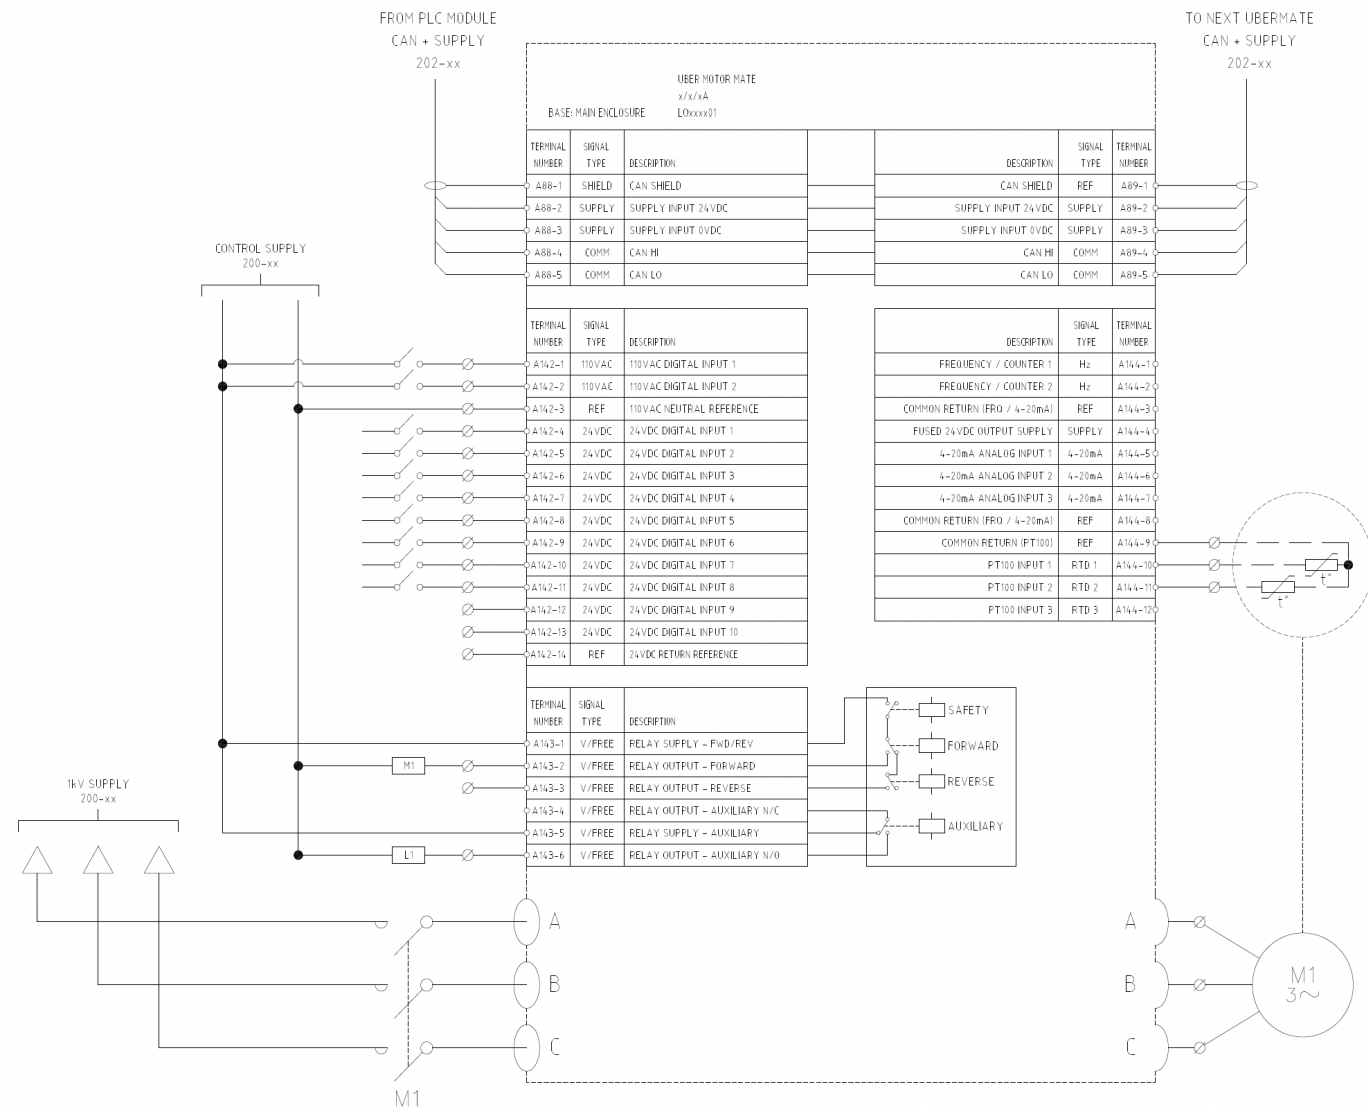 FROM PLC MODULE
CAN + SUPPLY
202-xx
TO NEXT UBERMATE
CAN + SUPPLY
202-xx
UBER MOTOR MATE
x/x/xA
BASE: MAIN ENCLOSURE LOxxxx01
TERMINAL NUMBER SIGNAL TYPE DESCRIPTION
A88-1 SHIELD CAN SHIELD
A88-2 SUPPLY SUPPLY INPUT 24VDC
A88-3 SUPPLY SUPPLY INPUT 0VDC
A88-4 COMM CAN HI
A88-5 COMM CAN LO
DESCRIPTION SIGNAL TYPE TERMINAL NUMBER
CAN SHIELD REF A89-1
SUPPLY INPUT 24VDC SUPPLY A89-2
SUPPLY INPUT 0VDC SUPPLY A89-3
CAN HI COMM A89-4
CAN LO COMM A89-5
CONTROL SUPPLY
200-xx
TERMINAL NUMBER SIGNAL TYPE DESCRIPTION
A142-1 110VAC 110VAC DIGITAL INPUT 1
A142-2 110VAC 110VAC DIGITAL INPUT 2
A142-3 REF 110VAC NEUTRAL REFERENCE
A142-4 24VDC 24VDC DIGITAL INPUT 1
A142-5 24VDC 24VDC DIGITAL INPUT 2
A142-6 24VDC 24VDC DIGITAL INPUT 3
A142-7 24VDC 24VDC DIGITAL INPUT 4
A142-8 24VDC 24VDC DIGITAL INPUT 5
A142-9 24VDC 24VDC DIGITAL INPUT 6
A142-10 24VDC 24VDC DIGITAL INPUT 7
A142-11 24VDC 24VDC DIGITAL INPUT 8
A142-12 24VDC 24VDC DIGITAL INPUT 9
A142-13 24VDC 24VDC DIGITAL INPUT 10
A142-14 REF 24VDC RETURN REFERENCE
DESCRIPTION SIGNAL TYPE TERMINAL NUMBER
FREQUENCY / COUNTER 1 Hz A144-1
FREQUENCY / COUNTER 2 Hz A144-2
COMMON RETURN (FRQ / 4-20mA) REF A144-3
FUSED 24VDC OUTPUT SUPPLY SUPPLY A144-4
4-20mA ANALOG INPUT 1 4-20mA A144-5
4-20mA ANALOG INPUT 2 4-20mA A144-6
4-20mA ANALOG INPUT 3 4-20mA A144-7
COMMON RETURN (FRQ / 4-20mA) REF A144-8
COMMON RETURN (PT100) REF A144-9
PT100 INPUT 1 RTD 1 A144-10
PT100 INPUT 2 RTD 2 A144-11
PT100 INPUT 3 RTD 3 A144-12
t°
t°
TERMINAL NUMBER SIGNAL TYPE DESCRIPTION
A143-1 V/FREE RELAY SUPPLY - FWD/REV
M1 A143-2 V/FREE RELAY OUTPUT - FORWARD
A143-3 V/FREE RELAY OUTPUT - REVERSE
A143-4 V/FREE RELAY OUTPUT - AUXILIARY N/C
A143-5 V/FREE RELAY SUPPLY - AUXILIARY
L1 A143-6 V/FREE RELAY OUTPUT - AUXILIARY N/O
SAFETY
FORWARD
REVERSE
AUXILIARY
1kV SUPPLY
200-xx
A A
B B
C C
M1
3~
M1